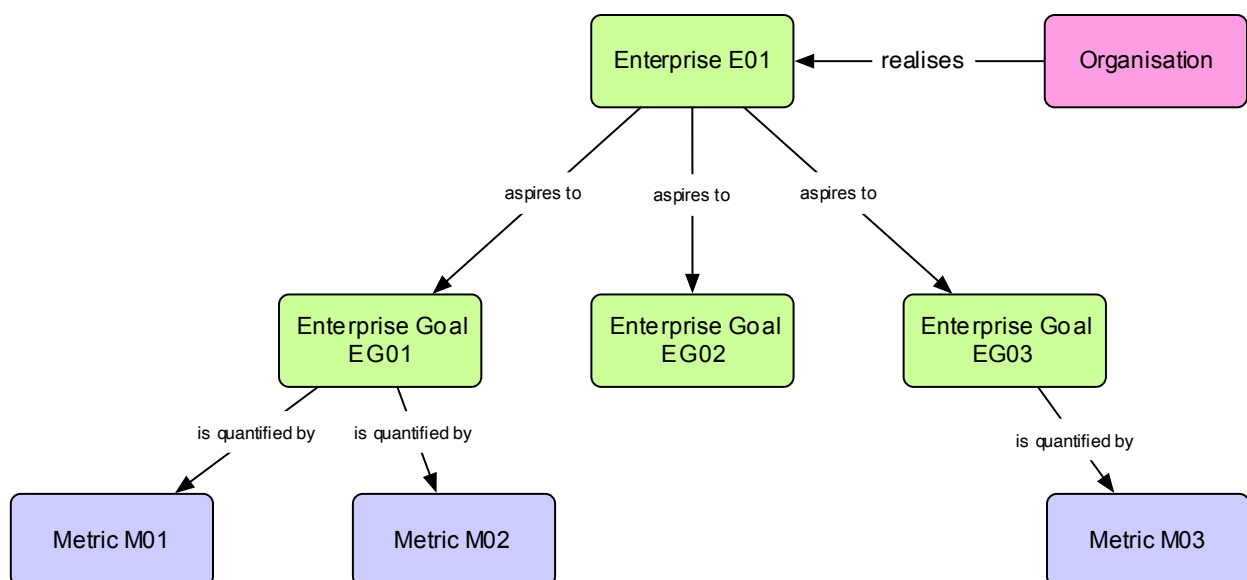 Enterprise E01
realises
Organisation
aspires to
aspires to
aspires to
Enterprise Goal
EG01
Enterprise Goal
EG02
Enterprise Goal
EG03
is quantified by
is quantified by
is quantified by
Metric M01
Metric M02
Metric M03